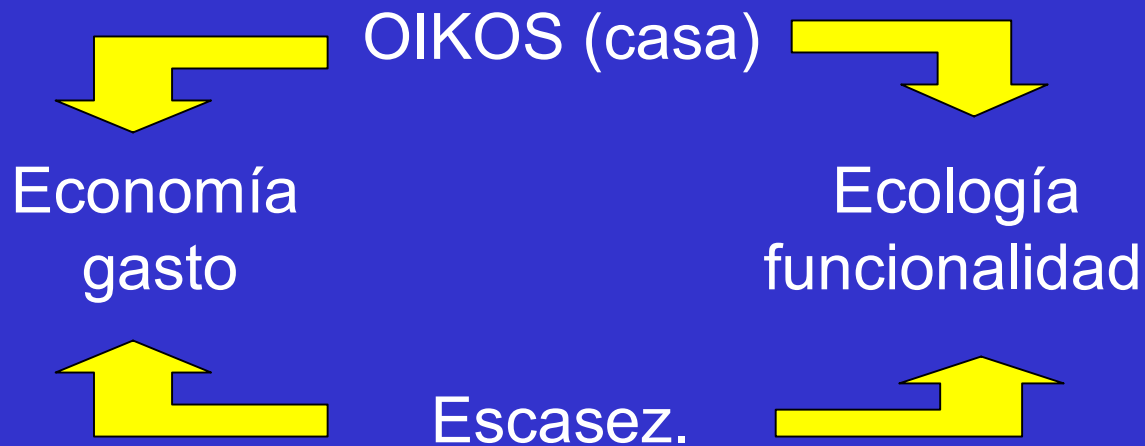 OIKOS (casa)
Economía
gasto
Ecología
funcionalidad
Escasez.